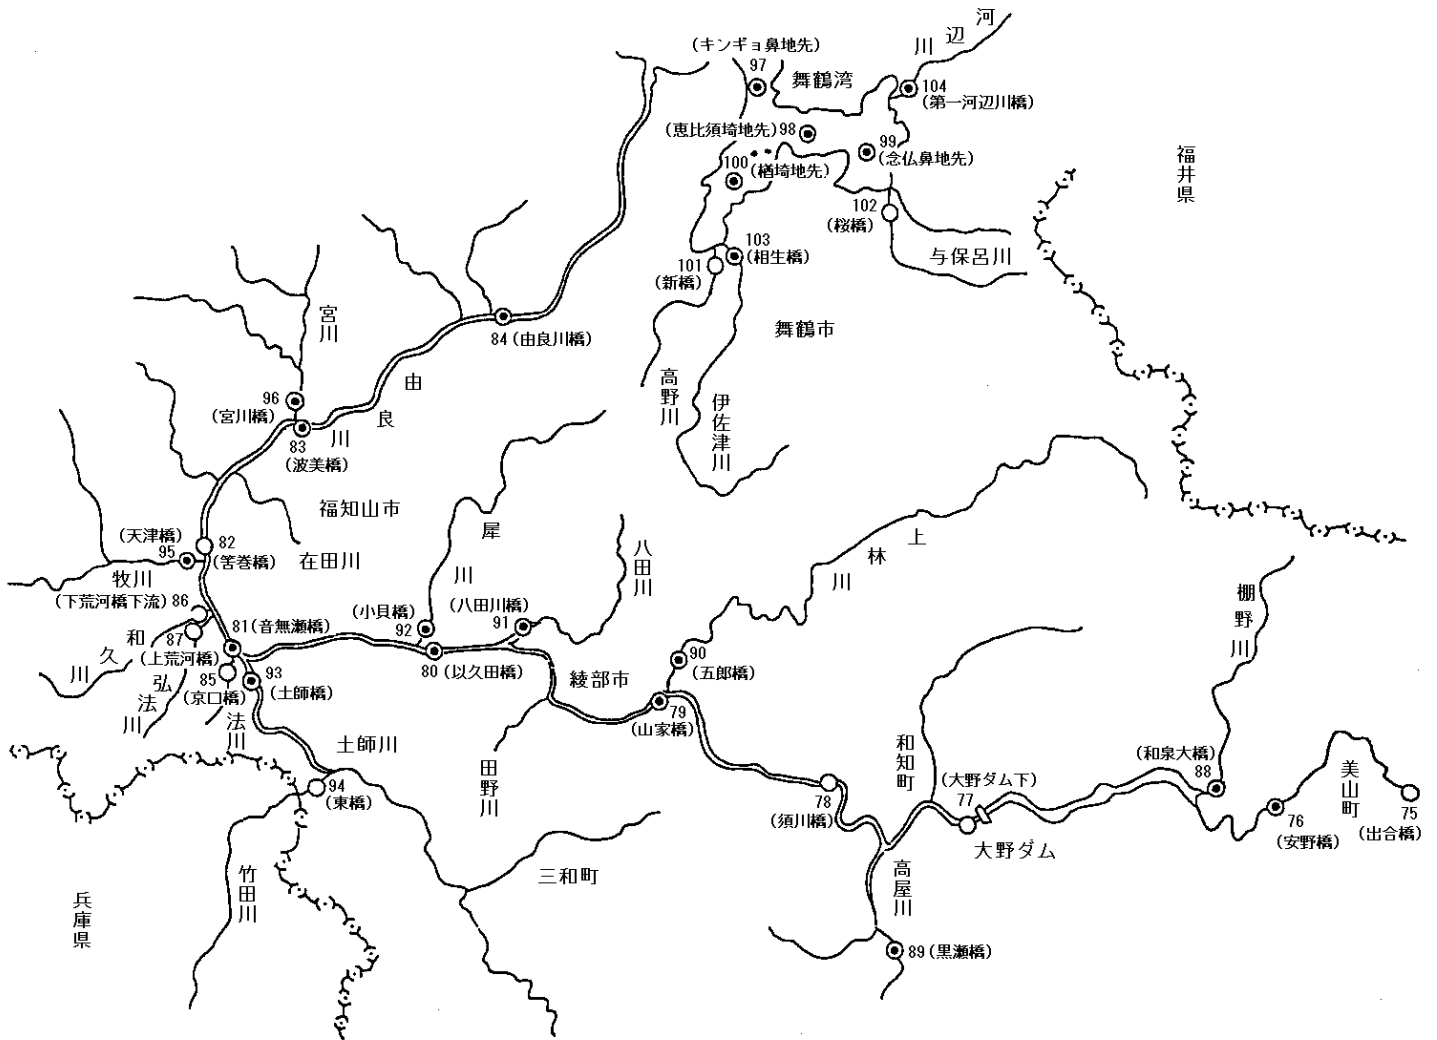 (キンギョ鼻地先)
97
舞鶴湾
河辺川
104
(第一河辺川橋)
(恵比須埼地先)98
99
(念仏鼻地先)
100
(楢埼地先)
福井県
102
(桜橋)
与保呂川
103
(相生橋)
101
(新橋)
舞鶴市
高野川
伊佐津川
宮川
84(由良川橋)
由良川
96
(宮川橋)
83
(波美橋)
福知山市
(天津橋)
95
82
(筈巻橋)
在田川
牧川
犀川
八田川
上林川
棚野川
(下荒河橋下流)86
87
(上荒河橋)
81(音無瀬橋)
(小貝橋)
92
(八田川橋)
91
和久川
弘法川
85
(京口橋)
93
(土師橋)
法川
80(以久田橋)
綾部市
90
(五郎橋)
79
(山家橋)
土師川
94
(東橋)
田野川
78
(須川橋)
和知町
(大野ダム下)
77
大野ダム
(和泉大橋)
88
76
(安野橋)
美山町
75
(出合橋)
竹田川
三和町
高屋川
兵庫県
89(黒瀬橋)